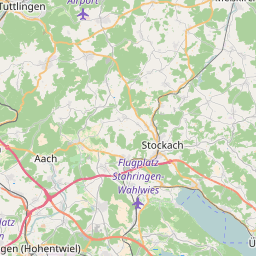 Tuttlingen
Airport
Stockach
Aach
Flugplatz
Stahringen
Wahlwies
gen (Hohentwiel)